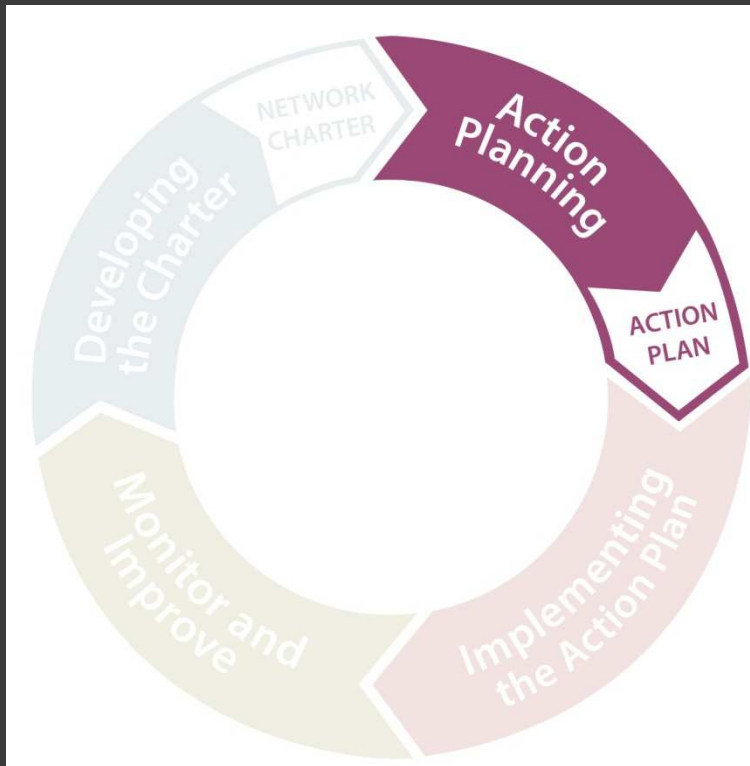 NETWORK
CHARTER
Action
Planning
ACTION
PLAN
Implementing
the Action Plan
Monitor and
Improve
Developing
the Charter